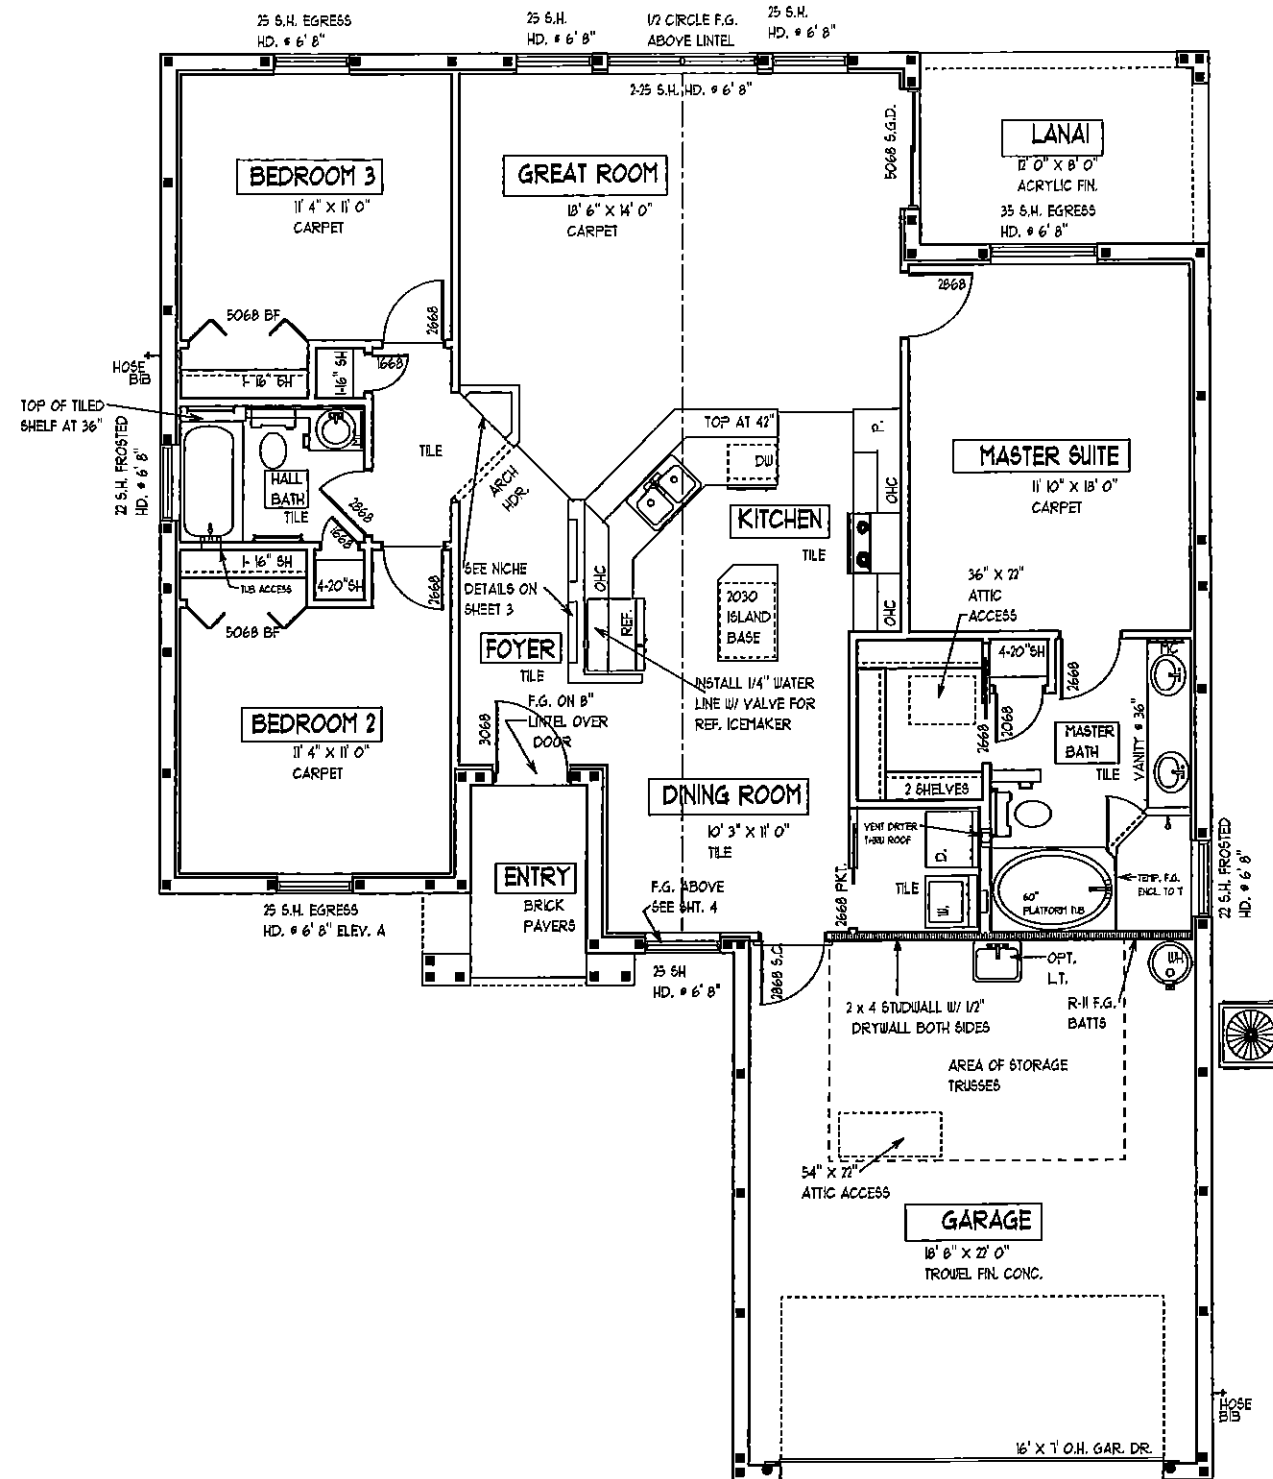 25 S.H. EGRESS
HD. @ 6' 8"
25 S.H.
HD. @ 6' 8"
1/2 CIRCLE F.G.
ABOVE LINTEL
25 S.H.
HD. @ 6' 8"
2-25 S.H. HD. @ 6' 8"
5068 S.G.D.
LANAI
12' 0" X 8' 0"
ACRYLIC FIN.
35 S.H. EGRESS
HD. @ 6' 8"
BEDROOM 3
11' 4" X 11' 0"
CARPET
GREAT ROOM
18' 6" X 14' 0"
CARPET
2868
5068 BF
2668
HOSE
BIB
1-16" SH
1-16" SH
1668
TOP OF TILED
SHELF AT 36"
22 S.H. FROSTED
HD. @ 6' 8"
TILE
HALL
BATH
TILE
2868
1668
ARCH
HDR.
TOP AT 42"
DW
P.
OHC
KITCHEN
TILE
MASTER SUITE
11' 10" X 18' 0"
CARPET
1-16" SH
TUB ACCESS
4-20" SH
2668
5068 BF
SEE NICHE
DETAILS ON
SHEET 3
OHC
REF.
2030
ISLAND
BASE
OHC
36" X 22"
ATTIC
ACCESS
FOYER
TILE
F.G. ON 8"
LINTEL OVER
DOOR
3068
INSTALL 1/4" WATER
LINE W/ VALVE FOR
REF. ICEMAKER
4-20" SH
2668
MC
2668
2068
MASTER
BATH
TILE
VANITY @ 36"
BEDROOM 2
11' 4" X 11' 0"
CARPET
2 SHELVES
DINING ROOM
10' 3" X 11' 0"
TILE
VENT DRYER
THRU ROOF
D.
TILE
W.
2668 PKT.
60"
PLATFORM TUB
TEMP. F.G.
ENCL. TO 7'
22 S.H. FROSTED
HD. @ 6' 8"
ENTRY
BRICK
PAVERS
F.G. ABOVE
SEE SHT. 4
25 S.H. EGRESS
HD. @ 6' 8" ELEV. A
25 SH
HD. @ 6' 8"
2868 S.C.
OPT.
L.T.
WH
2 x 4 STUDWALL W/ 1/2"
DRYWALL BOTH SIDES
R-11 F.G.
BATTS
AREA OF STORAGE
TRUSSES
54" X 22"
ATTIC ACCESS
GARAGE
18' 8" X 22' 0"
TROWEL FIN. CONC.
HOSE
BIB
16' X 7' O.H. GAR. DR.